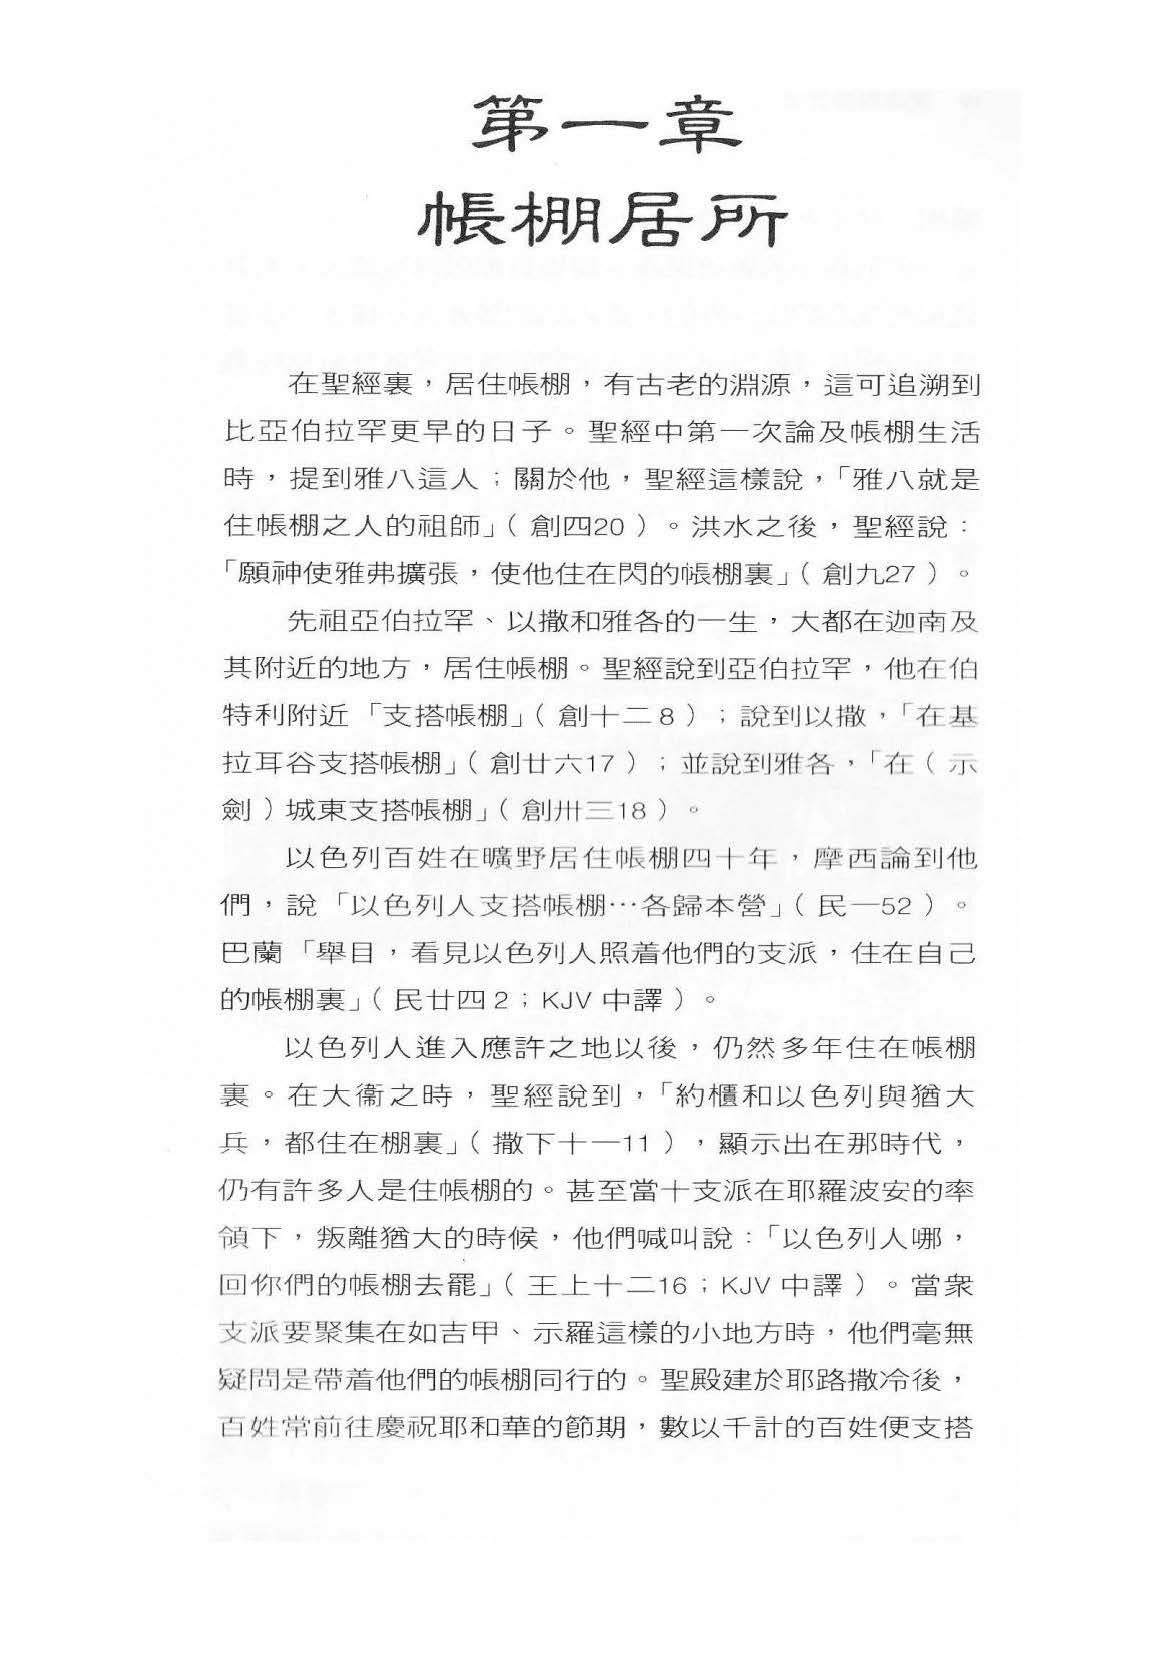 第一章
帳棚居所
在聖經裏，居住帳棚，有古老的淵源，這可追溯到
比亞伯拉罕更早的日子。聖經中第一次論及帳棚生活
時，提到雅八這人；關於他，聖經這樣說，「雅八就是
住帳棚之人的祖師」（創四20）。洪水之後，聖經說：
「願神使雅弗擴張，使他住在閃的帳棚裏」（創九27）。
先祖亞伯拉罕、以撒和雅各的一生，大都在迦南及
其附近的地方，居住帳棚。聖經說到亞伯拉罕，他在伯
特利附近「支搭帳棚」（創十二8）；說到以撒，「在基
拉耳谷支搭帳棚」（創廿六17）；並說到雅各，「在（示
劍）城東支搭帳棚」（創卅三18）。
以色列百姓在曠野居住帳棚四十年，摩西論到他
們，說「以色列人支搭帳棚…各歸本營」（民一52）。
巴蘭「舉目，看見以色列人照着他們的支派，住在自己
的帳棚裏」（民廿四2；KJV中譯）。
以色列人進入應許之地以後，仍然多年住在帳棚
裏。在大衞之時，聖經說到，「約櫃和以色列與猶大
兵，都住在棚裏」（撒下十一11），顯示出在那時代，
仍有許多人是住帳棚的。甚至當十支派在耶羅波安的率
領下，叛離猶大的時候，他們喊叫說：「以色列人哪，
回你們的帳棚去罷」（王上十二16；KJV中譯）。當衆
支派要聚集在如吉甲、示羅這樣的小地方時，他們毫無
疑問是帶着他們的帳棚同行的。聖殿建於耶路撒冷後，
百姓常前往慶祝耶和華的節期，數以千計的百姓便支搭